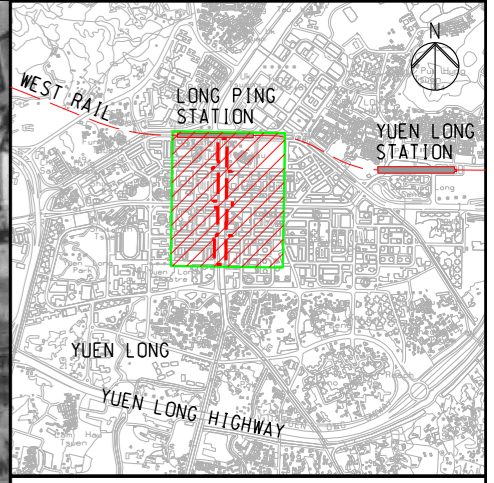 N
WEST RAIL
LONG PING
STATION
YUEN LONG
STATION
YUEN LONG
YUEN LONG HIGHWAY